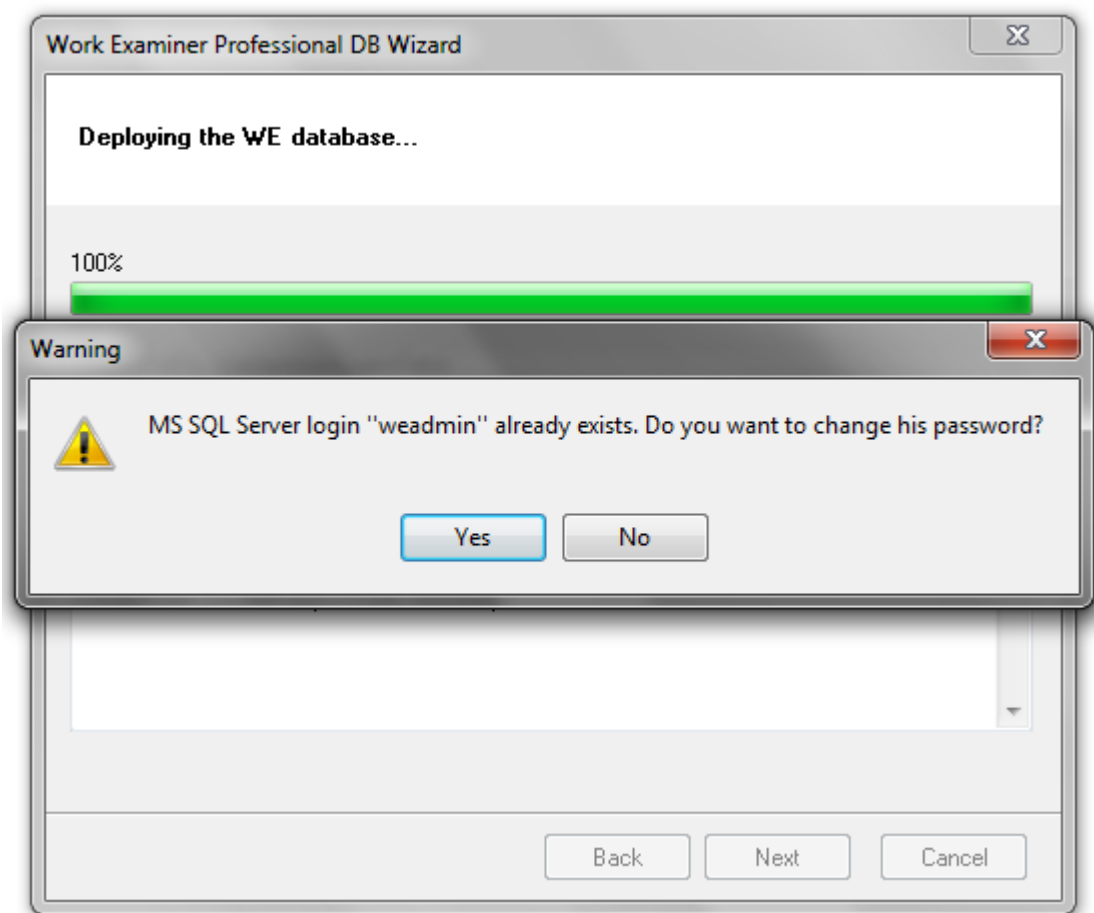 Work Examiner Professional DB Wizard
Deploying the WE database...
100%
Warning
MS SQL Server login "weadmin" already exists. Do you want to change his password?
Yes No
Back Next Cancel